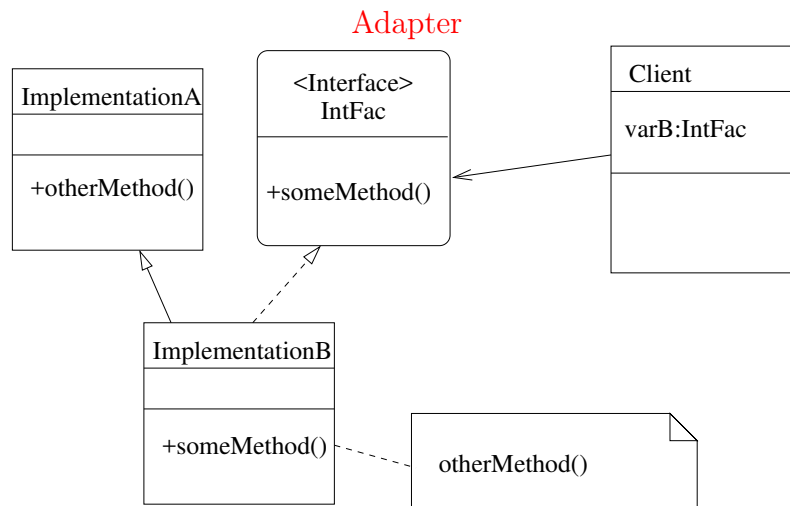 Adapter
ImplementationA
+otherMethod()
<Interface>
IntFac
+someMethod()
Client
varB:IntFac
ImplementationB
+someMethod()
otherMethod()